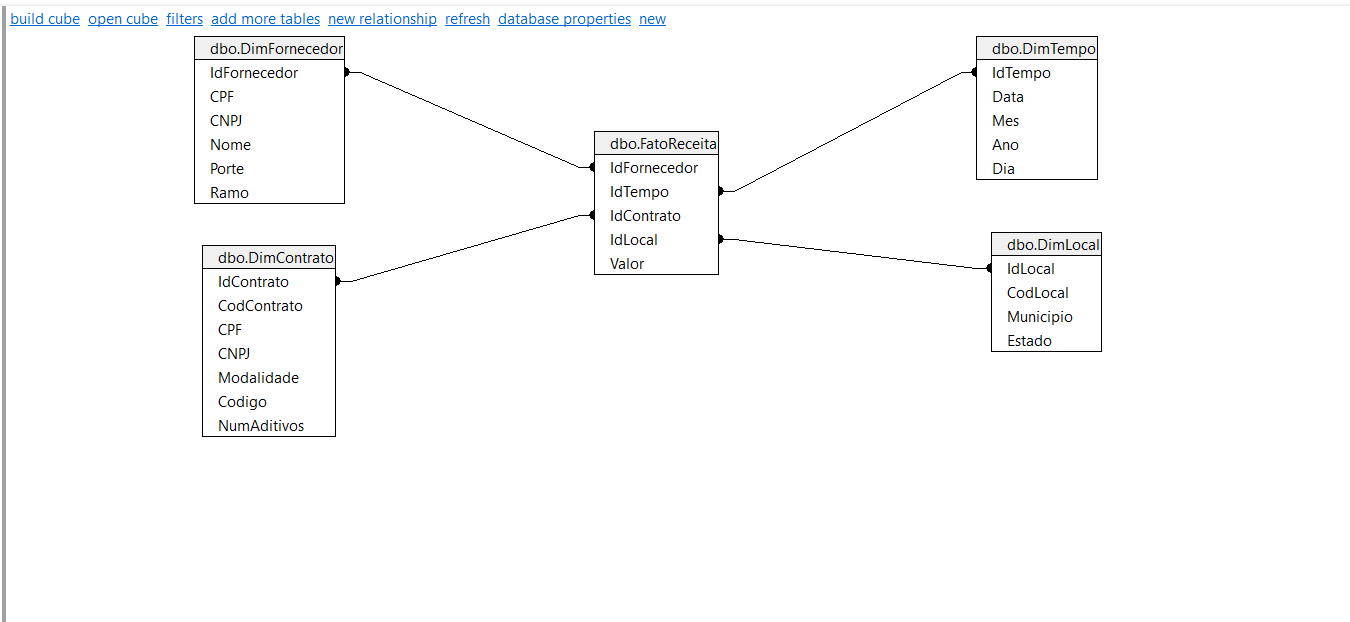 build cube open cube filters add more tables new relationship refresh database properties new
dbo.DimFornecedor
IdFornecedor
CPF
CNPJ
Nome
Porte
Ramo
dbo.DimContrato
IdContrato
CodContrato
CPF
CNPJ
Modalidade
Codigo
NumAditivos
dbo.FatoReceita
IdFornecedor
IdTempo
IdContrato
IdLocal
Valor
dbo.DimTempo
IdTempo
Data
Mes
Ano
Dia
dbo.DimLocal
IdLocal
CodLocal
Municipio
Estado